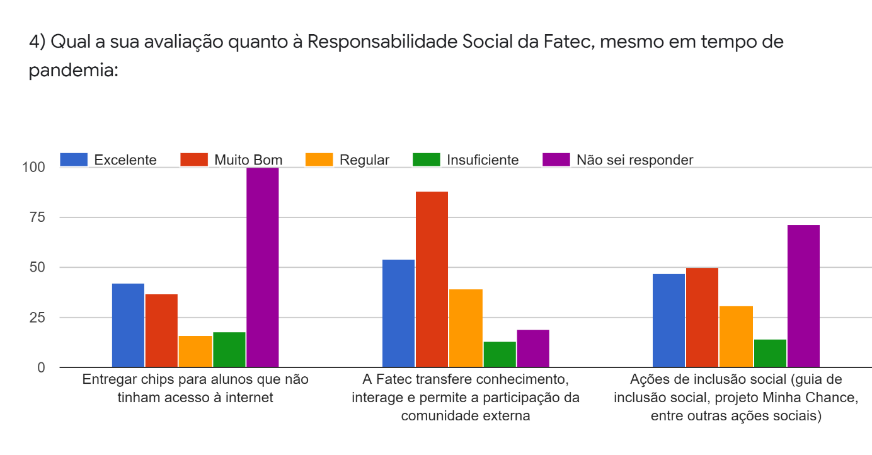 4) Qual a sua avaliação quanto à Responsabilidade Social da Fatec, mesmo em tempo de
pandemia:
Excelente Muito Bom Regular Insuficiente Não sei responder
100
75
50
25
0
Entregar chips para alunos que não
tinham acesso à internet
A Fatec transfere conhecimento,
interage e permite a participação da
comunidade externa
Ações de inclusão social (guia de
inclusão social, projeto Minha Chance,
entre outras ações sociais)